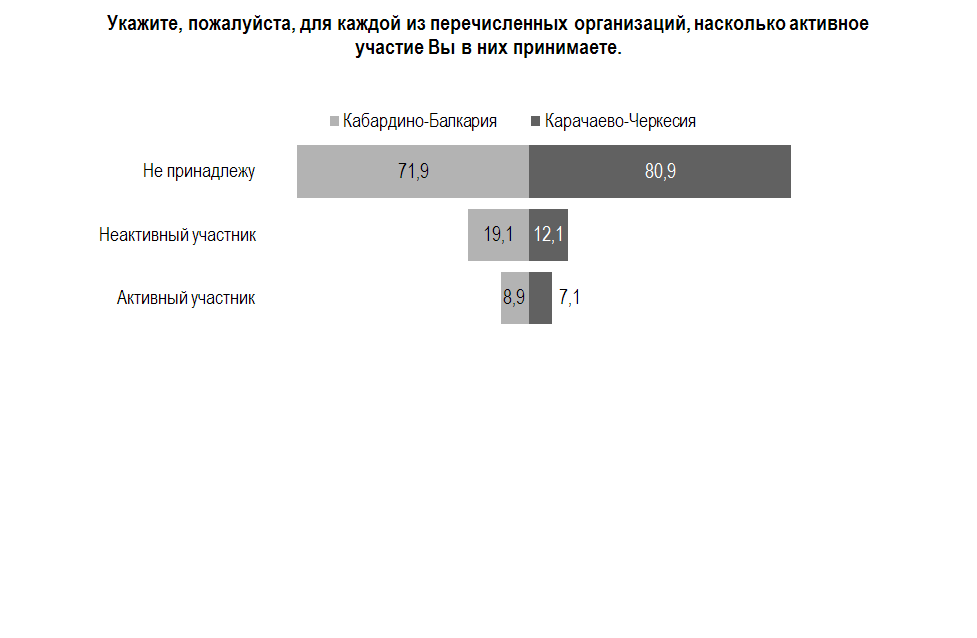 Укажите, пожалуйста, для каждой из перечисленных организаций, насколько активное
участие Вы в них принимаете.
Кабардино-Балкария Карачаево-Черкесия
Не принадлежу 71,9 80,9
Неактивный участник 19,1 12,1
Активный участник 8,9 7,1